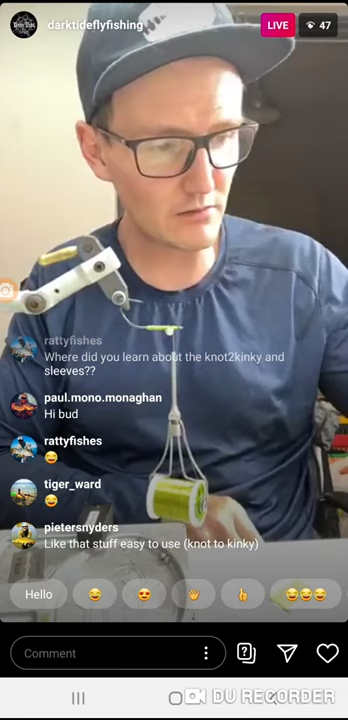 darktideflyfishing
LIVE
47
rattyfishes
Where did you learn about the knot2kinky and
sleeves??
paul.mono.monaghan
Hi bud
rattyfishes
😂
tiger_ward
😂
pietersnyders
Like that stuff easy to use (knot to kinky)
Hello
😂
😍
👋
👍
😂😂😂
Comment
DU RECORDER